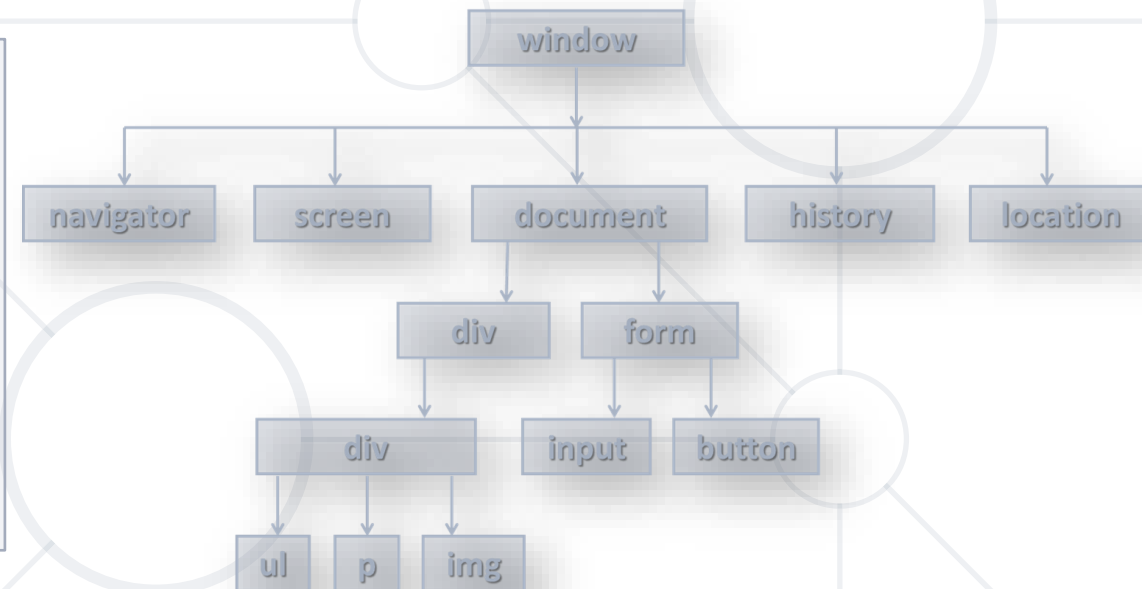 window
navigator
screen
document
history
location
div
form
div
input
button
ul
p
img